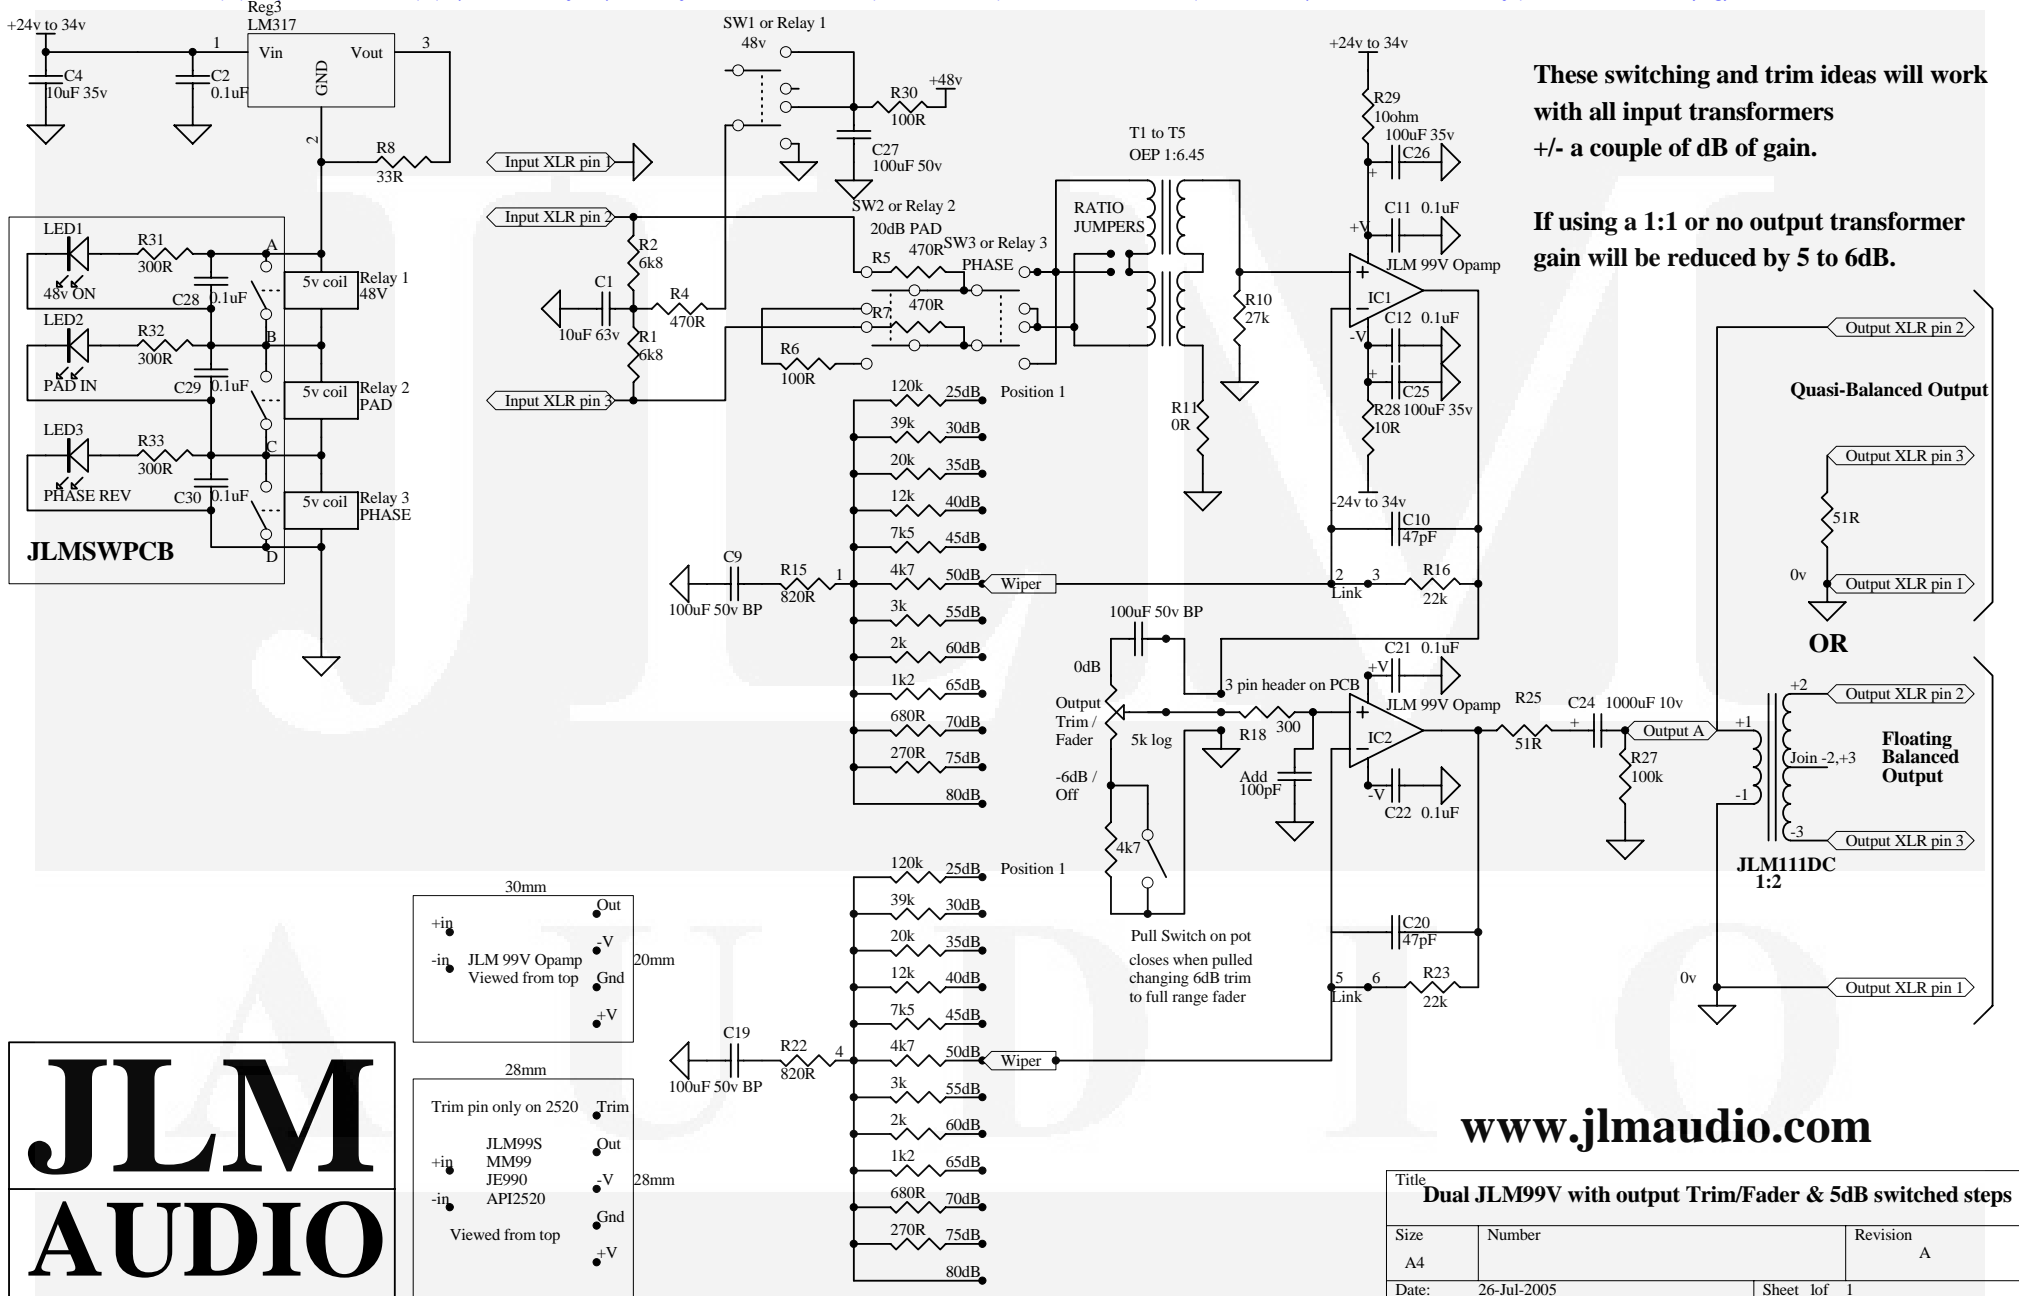 Reg3
LM317
+24v to 34v
1
Vin
Vout
3
GND
2
C4
10uF 35v
C2
0.1uF
R8
33R
LED1
R31
300R
48v ON
C28
0.1uF
A
5v coil
Relay 1
48V
LED2
R32
300R
PAD IN
C29
0.1uF
B
5v coil
Relay 2
PAD
LED3
R33
300R
PHASE REV
C30
0.1uF
C
5v coil
Relay 3
PHASE
D
JLMSWPCB
SW1 or Relay 1
48v
+48v
R30
100R
C27
100uF 50v
Input XLR pin 1
Input XLR pin 2
Input XLR pin 3
R2
6k8
C1
10uF 63v
R4
470R
R1
6k8
SW2 or Relay 2
20dB PAD
R5
470R
470R
R7
R6
100R
SW3 or Relay 3
PHASE
T1 to T5
OEP 1:6.45
RATIO
JUMPERS
R10
27k
R11
0R
+24v to 34v
R29
10ohm
100uF 35v
C26
+
C11 0.1uF
+V
JLM 99V Opamp
+
IC1
-
C12 0.1uF
-V
+
C25
R28
100uF 35v
10R
-24v to 34v
C10
47pF
2
3
Link
R16
22k
These switching and trim ideas will work
with all input transformers
+/- a couple of dB of gain.
If using a 1:1 or no output transformer
gain will be reduced by 5 to 6dB.
Output XLR pin 2
Quasi-Balanced Output
Output XLR pin 3
51R
0v
Output XLR pin 1
OR
120k
25dB
Position 1
39k
30dB
20k
35dB
12k
40dB
7k5
45dB
C9
100uF 50v BP
R15
820R
1
4k7
50dB
Wiper
3k
55dB
2k
60dB
1k2
65dB
680R
70dB
270R
75dB
80dB
100uF 50v BP
0dB
Output
Trim /
Fader
5k log
-6dB /
Off
4k7
3 pin header on PCB
R18
300
Add
100pF
C21 0.1uF
+V
JLM 99V Opamp
+
IC2
-
-V
C22 0.1uF
R25
51R
C24 1000uF 10v
+
Output A
R27
100k
+1
-1
Join -2,+3
+2
-3
Output XLR pin 2
Floating
Balanced
Output
Output XLR pin 3
JLM111DC
1:2
0v
Output XLR pin 1
Pull Switch on pot
closes when pulled
changing 6dB trim
to full range fader
C20
47pF
5
6
Link
R23
22k
120k
25dB
Position 1
39k
30dB
20k
35dB
12k
40dB
7k5
45dB
C19
100uF 50v BP
R22
820R
4
4k7
50dB
Wiper
3k
55dB
2k
60dB
1k2
65dB
680R
70dB
270R
75dB
80dB
30mm
+in
-in
JLM 99V Opamp
Viewed from top
Out
-V
Gnd
+V
20mm
28mm
Trim pin only on 2520
Trim
JLM99S
MM99
JE990
API2520
+in
-in
Out
-V
Gnd
+V
28mm
Viewed from top
JLM
AUDIO
JLM
AUDIO
www.jlmaudio.com
Title
Dual JLM99V with output Trim/Fader & 5dB switched steps
Size
A4
Number
Revision
A
Date: 26-Jul-2005
Sheet 1of 1